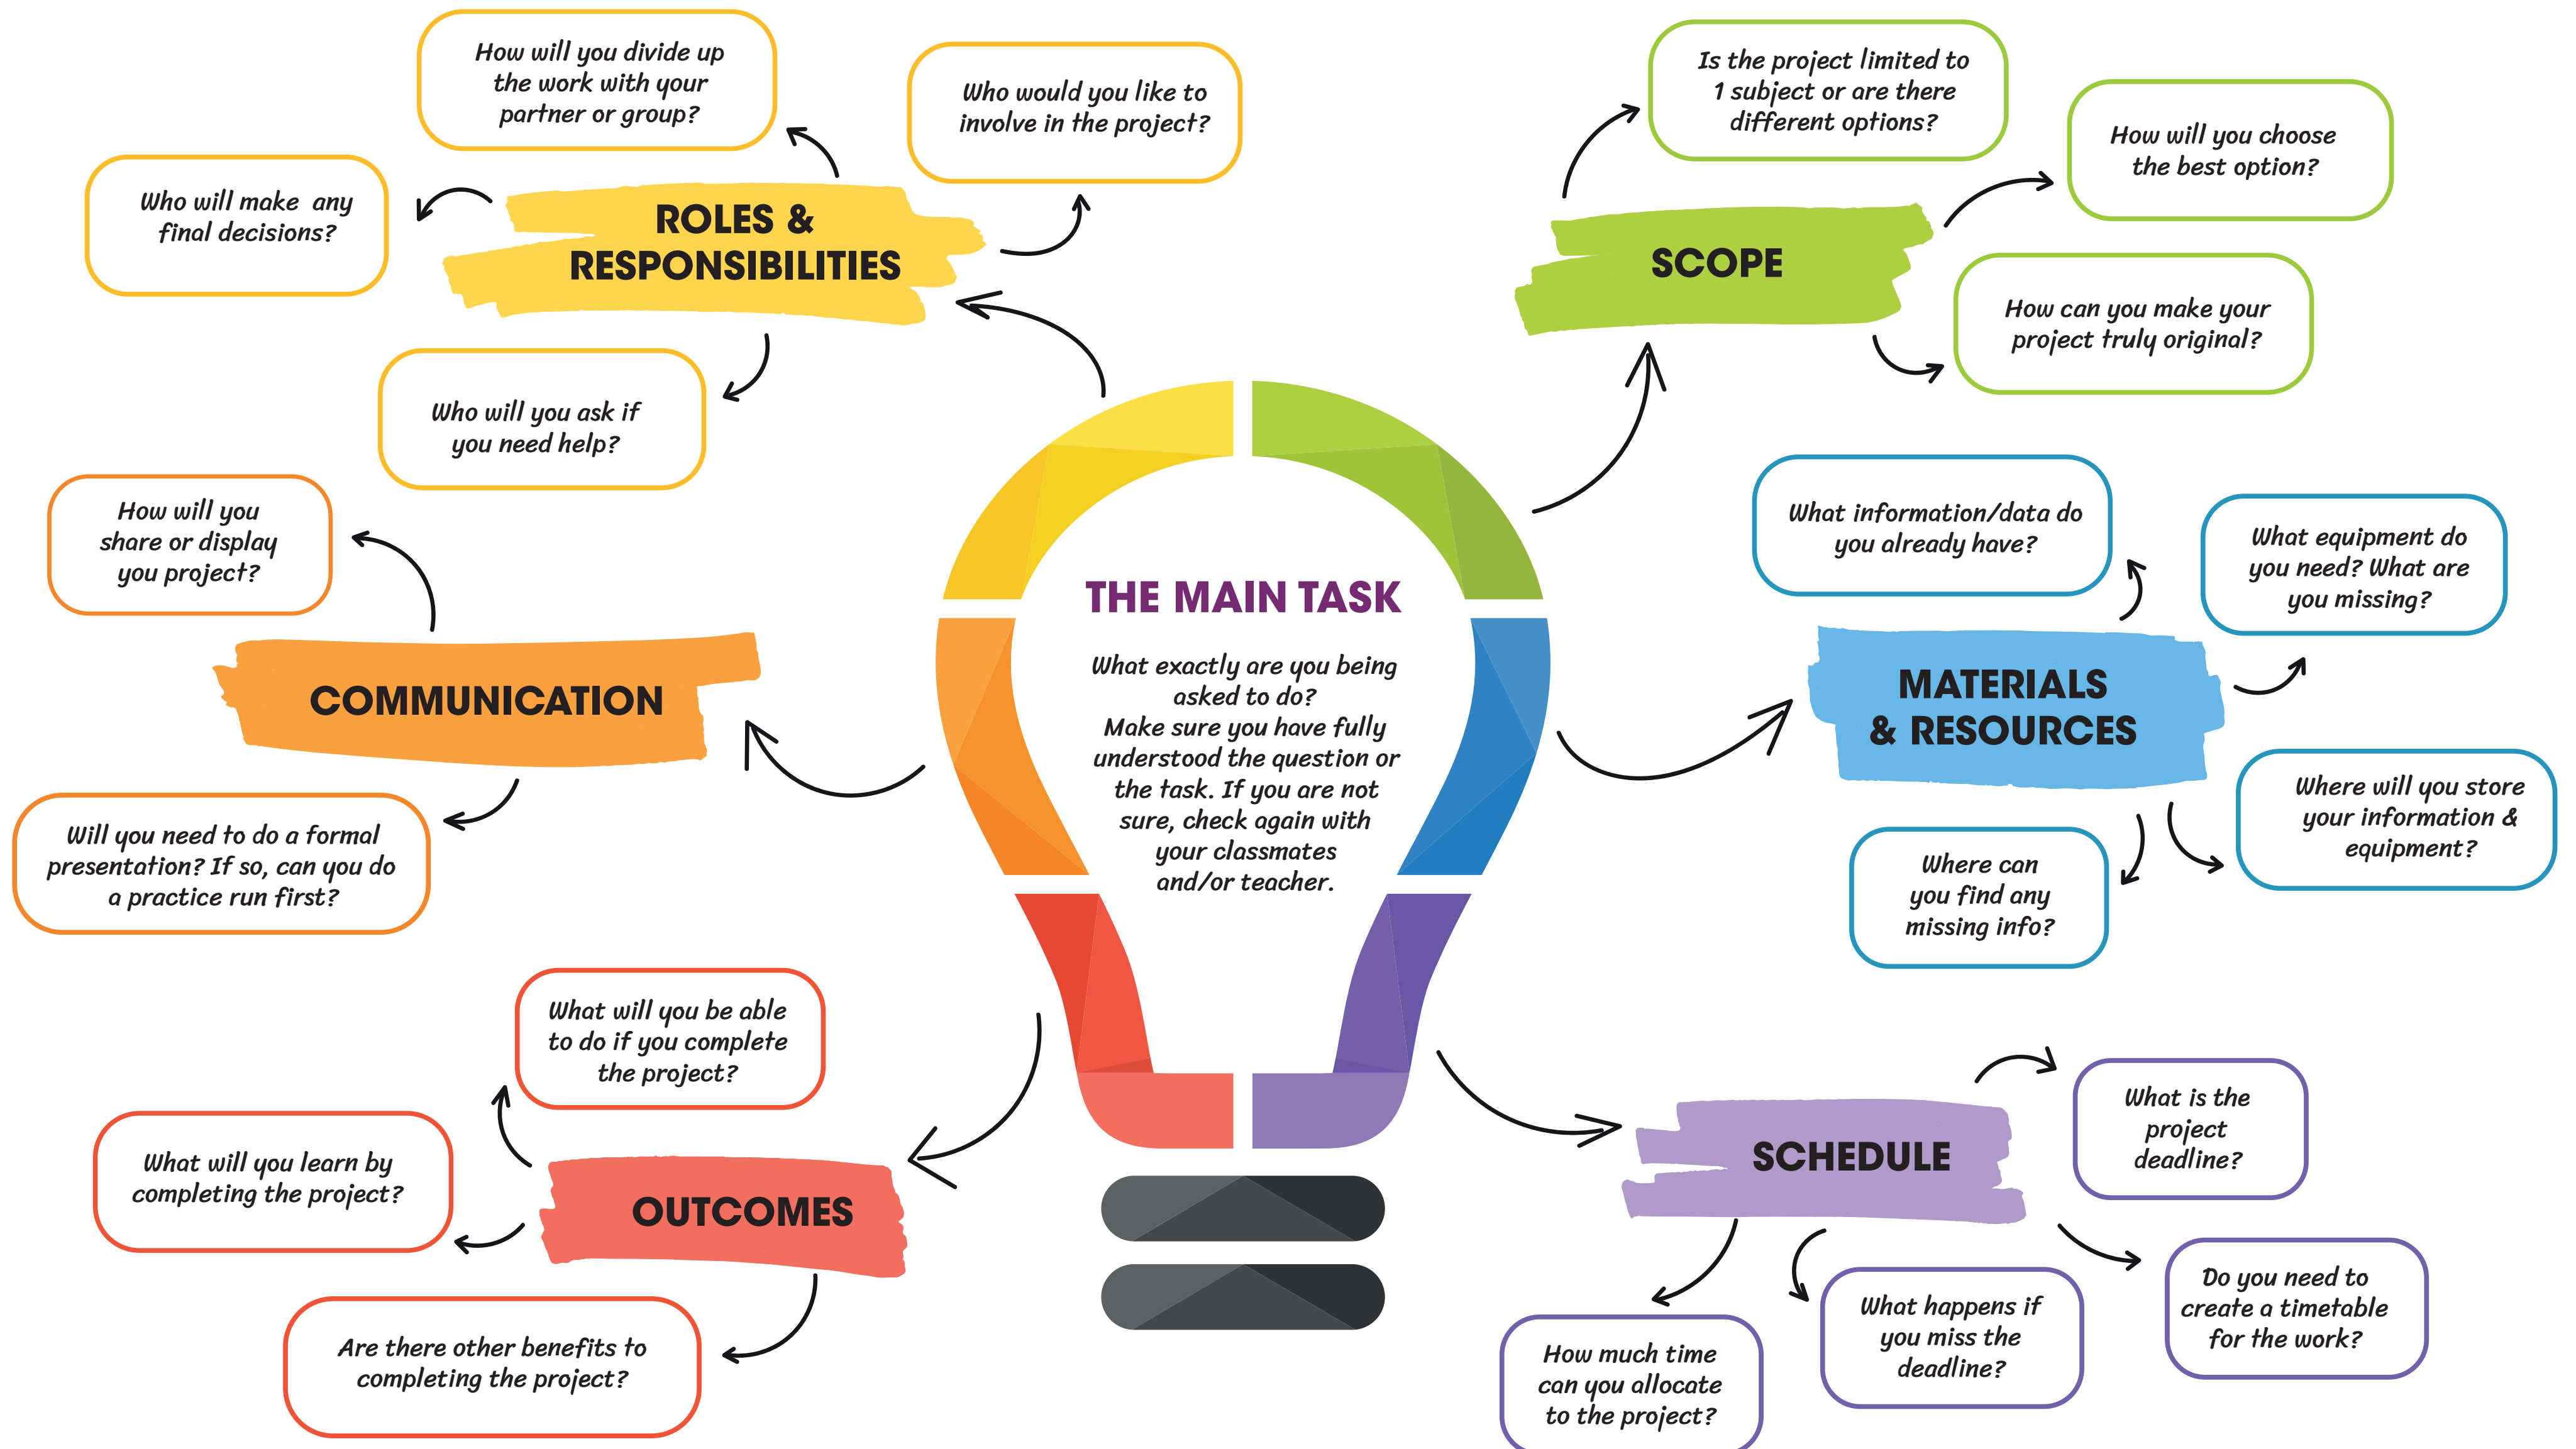 How will you divide up
the work with your
partner or group?
Who would you like to
involve in the project?
Who will make any
final decisions?
ROLES &
RESPONSIBILITIES
Who will you ask if
you need help?
Is the project limited to
1 subject or are there
different options?
How will you choose
the best option?
SCOPE
How can you make your
project truly original?
How will you
share or display
you project?
COMMUNICATION
Will you need to do a formal
presentation? If so, can you do
a practice run first?
THE MAIN TASK
What exactly are you being
asked to do?
Make sure you have fully
understood the question or
the task. If you are not
sure, check again with
your classmates
and/or teacher.
What information/data do
you already have?
What equipment do
you need? What are
you missing?
MATERIALS
& RESOURCES
Where will you store
your information &
equipment?
Where can
you find any
missing info?
What will you be able
to do if you complete
the project?
What will you learn by
completing the project?
OUTCOMES
Are there other benefits to
completing the project?
What is the
project
deadline?
SCHEDULE
Do you need to
create a timetable
for the work?
What happens if
you miss the
deadline?
How much time
can you allocate
to the project?